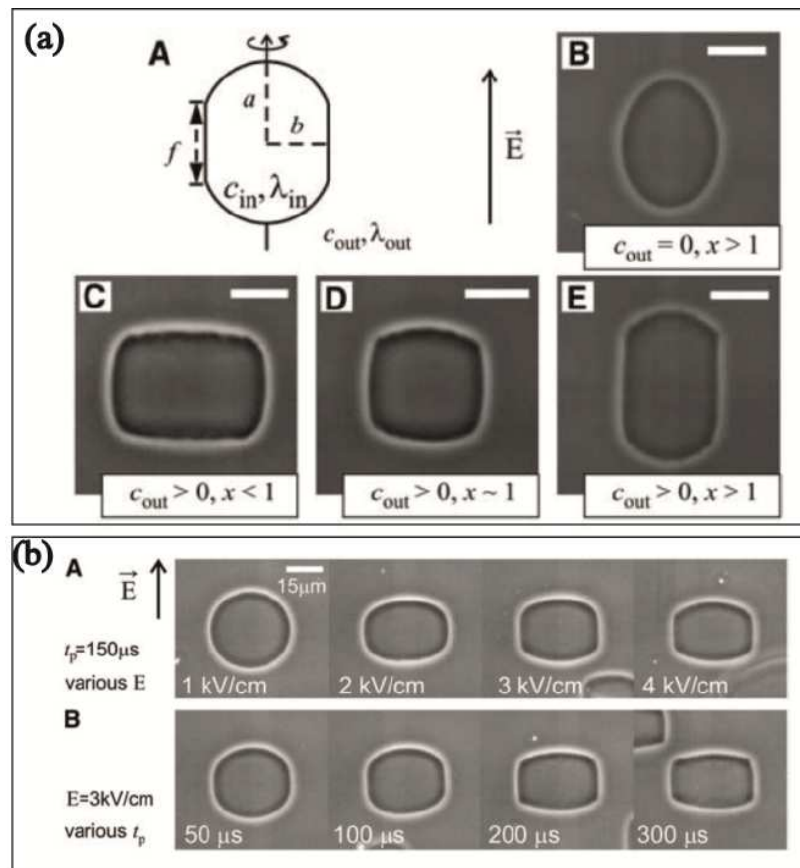 (a)
A
a
b
f
c_in, λ_in
c_out, λ_out
E
B
c_out = 0, x > 1
C
c_out > 0, x < 1
D
c_out > 0, x ~ 1
E
c_out > 0, x > 1
(b)
A
E
t_p=150μs
various E
15μm
1 kV/cm
2 kV/cm
3 kV/cm
4 kV/cm
B
E=3kV/cm
various t_p
50 μs
100 μs
200 μs
300 μs